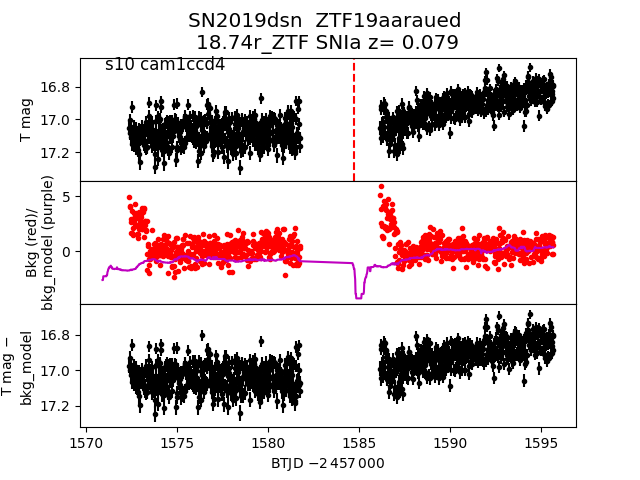 SN2019dsn  ZTF19aaraued
18.74r_ZTF SNIa z= 0.079
s10 cam1ccd4
16.8
17.0
17.2
T mag
5
0
Bkg (red)/
bkg_model (purple)
16.8
17.0
17.2
T mag −
bkg_model
1570 1575 1580 1585 1590 1595
BTJD −2 457 000